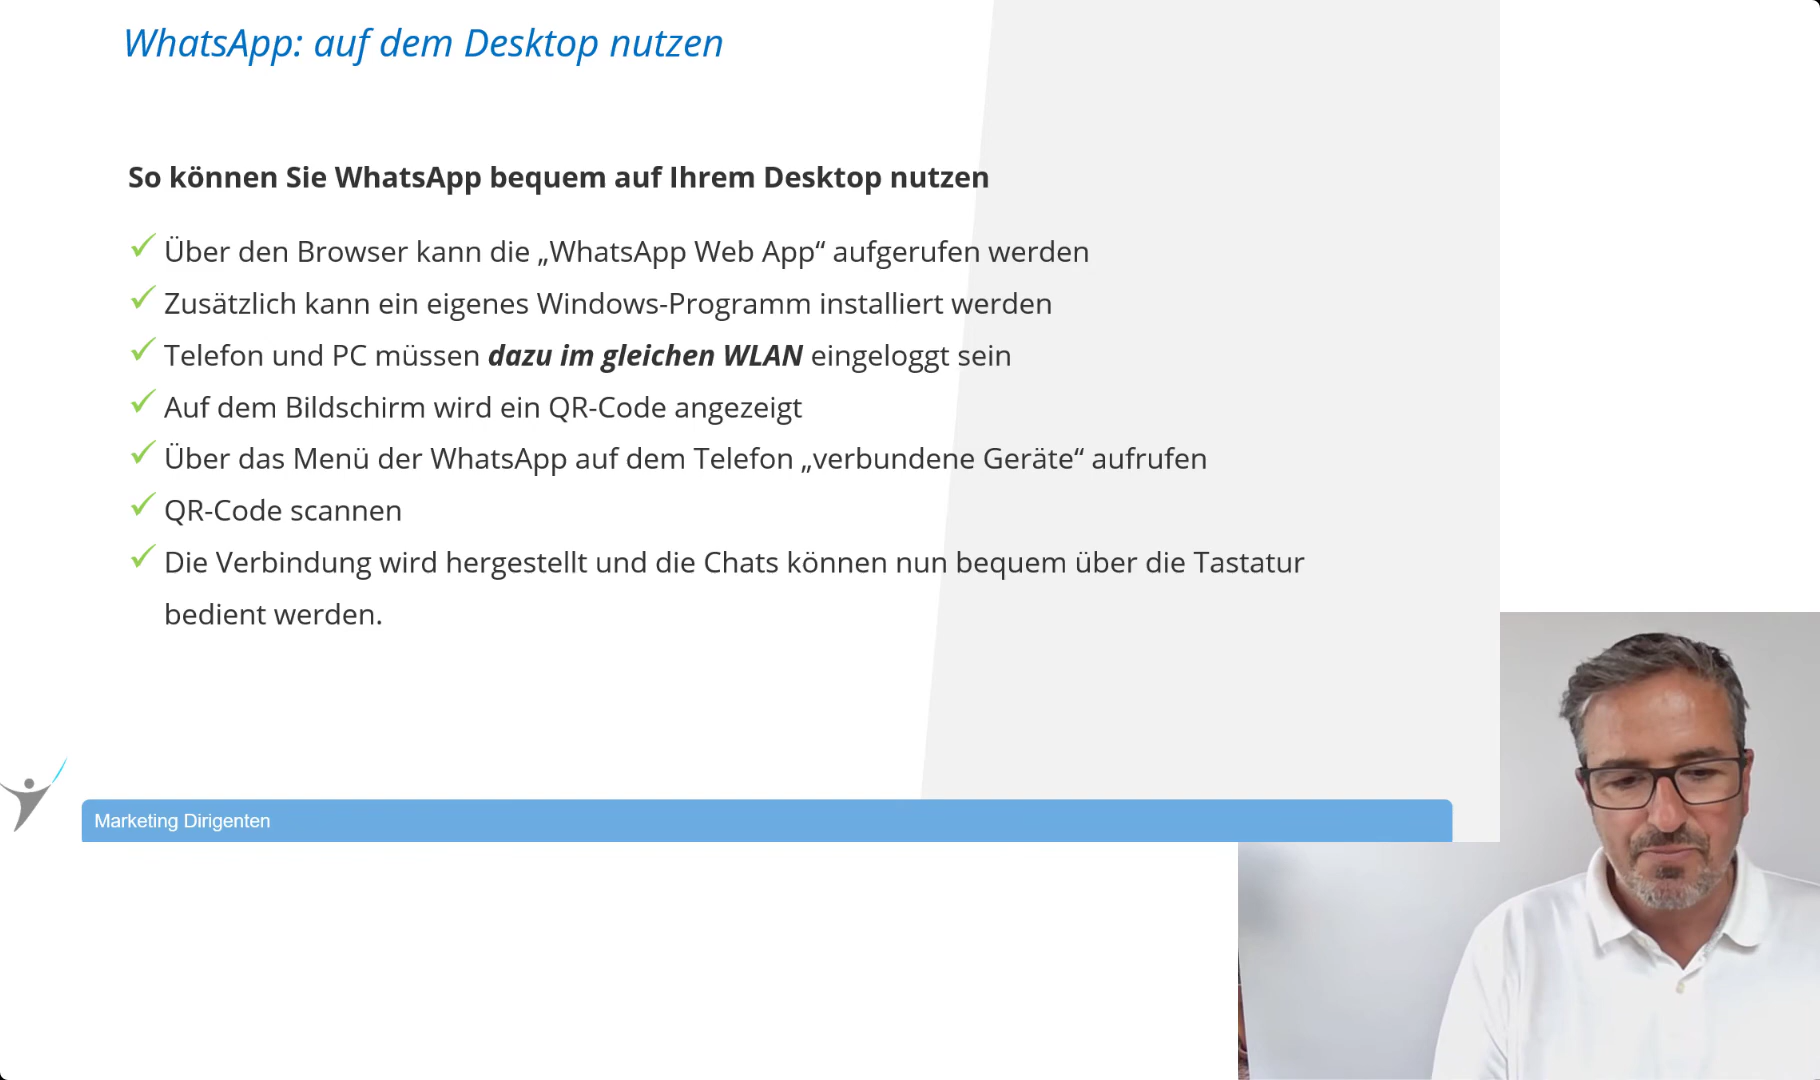 WhatsApp: auf dem Desktop nutzen
So können Sie WhatsApp bequem auf Ihrem Desktop nutzen
Über den Browser kann die „WhatsApp Web App“ aufgerufen werden
Zusätzlich kann ein eigenes Windows-Programm installiert werden
Telefon und PC müssen dazu im gleichen WLAN eingeloggt sein
Auf dem Bildschirm wird ein QR-Code angezeigt
Über das Menü der WhatsApp auf dem Telefon „verbundene Geräte“ aufrufen
QR-Code scannen
Die Verbindung wird hergestellt und die Chats können nun bequem über die Tastatur
bedient werden.
Marketing Dirigenten